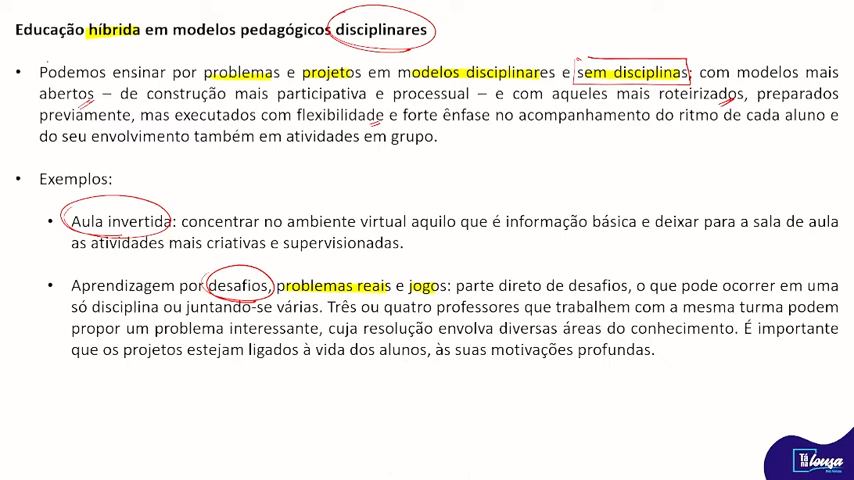 Educação híbrida em modelos pedagógicos disciplinares
• Podemos ensinar por problemas e projetos em modelos disciplinares e sem disciplinas; com modelos mais
abertos – de construção mais participativa e processual – e com aqueles mais roteirizados, preparados
previamente, mas executados com flexibilidade e forte ênfase no acompanhamento do ritmo de cada aluno e
do seu envolvimento também em atividades em grupo.
• Exemplos:
• Aula invertida: concentrar no ambiente virtual aquilo que é informação básica e deixar para a sala de aula
as atividades mais criativas e supervisionadas.
• Aprendizagem por desafios, problemas reais e jogos: parte direto de desafios, o que pode ocorrer em uma
só disciplina ou juntando-se várias. Três ou quatro professores que trabalhem com a mesma turma podem
propor um problema interessante, cuja resolução envolva diversas áreas do conhecimento. É importante
que os projetos estejam ligados à vida dos alunos, às suas motivações profundas.
Tá
na lousa